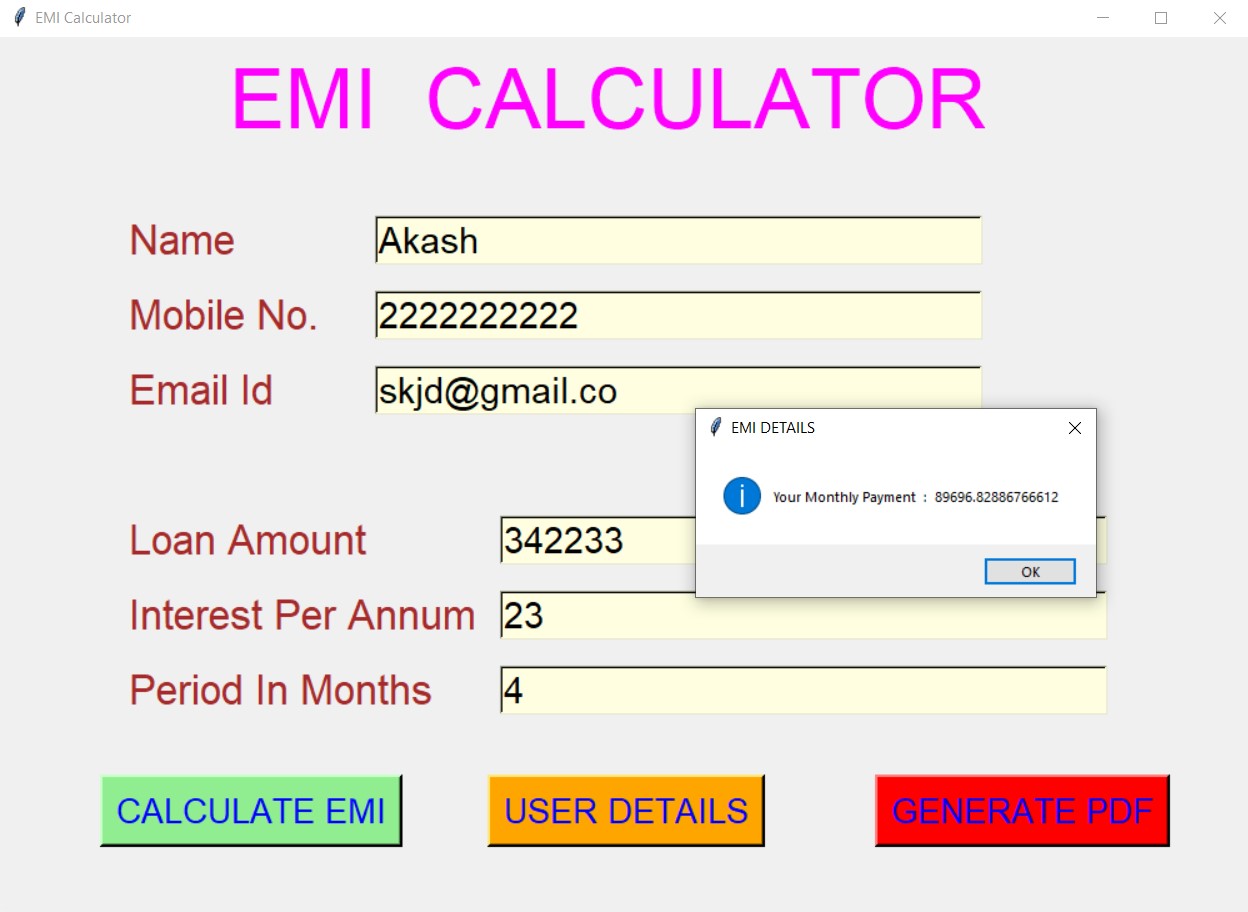 EMI Calculator
EMI CALCULATOR
Name Akash
Mobile No. 2222222222
Email Id skjd@gmail.co
EMI DETAILS
Your Monthly Payment : 89696.82886766612
Loan Amount 342233
OK
Interest Per Annum 23
Period In Months 4
CALCULATE EMI USER DETAILS GENERATE PDF